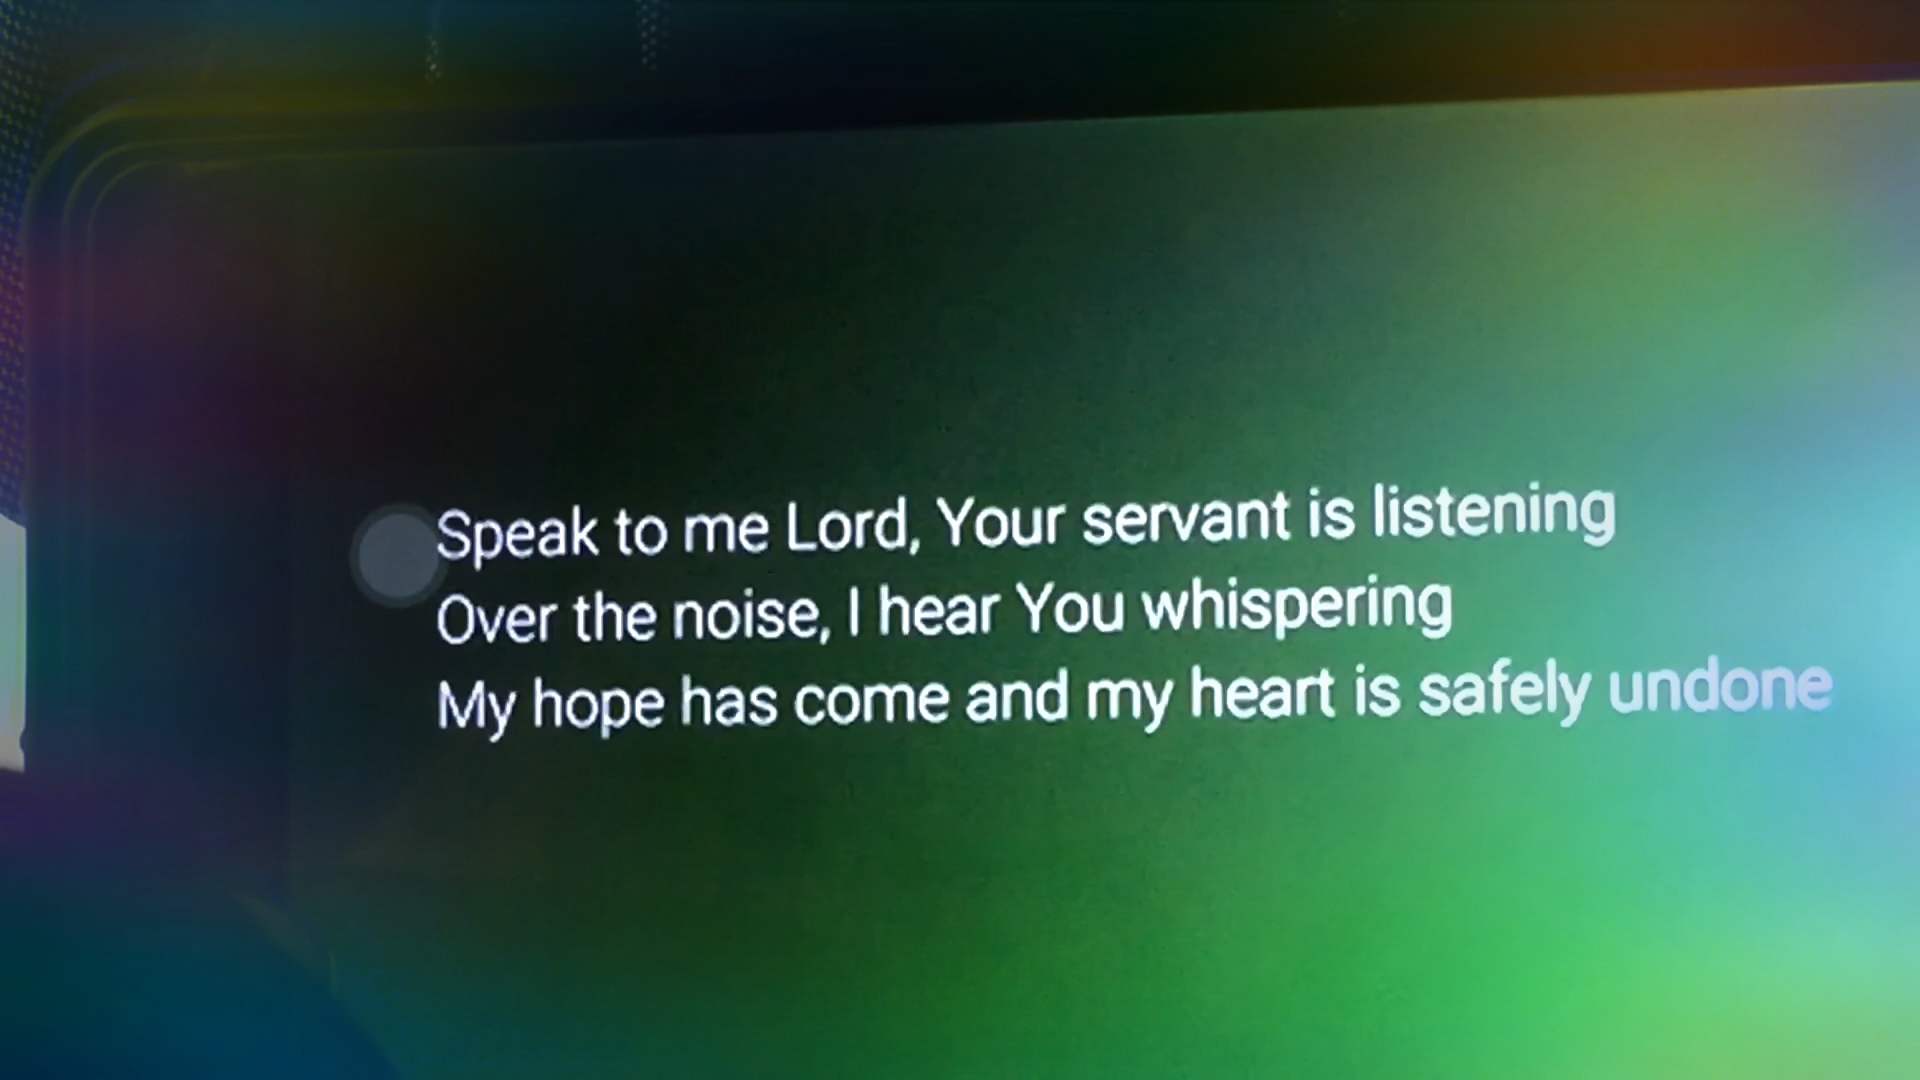 Speak to me Lord, Your servant is listening
Over the noise, I hear You whispering
My hope has come and my heart is safely undone